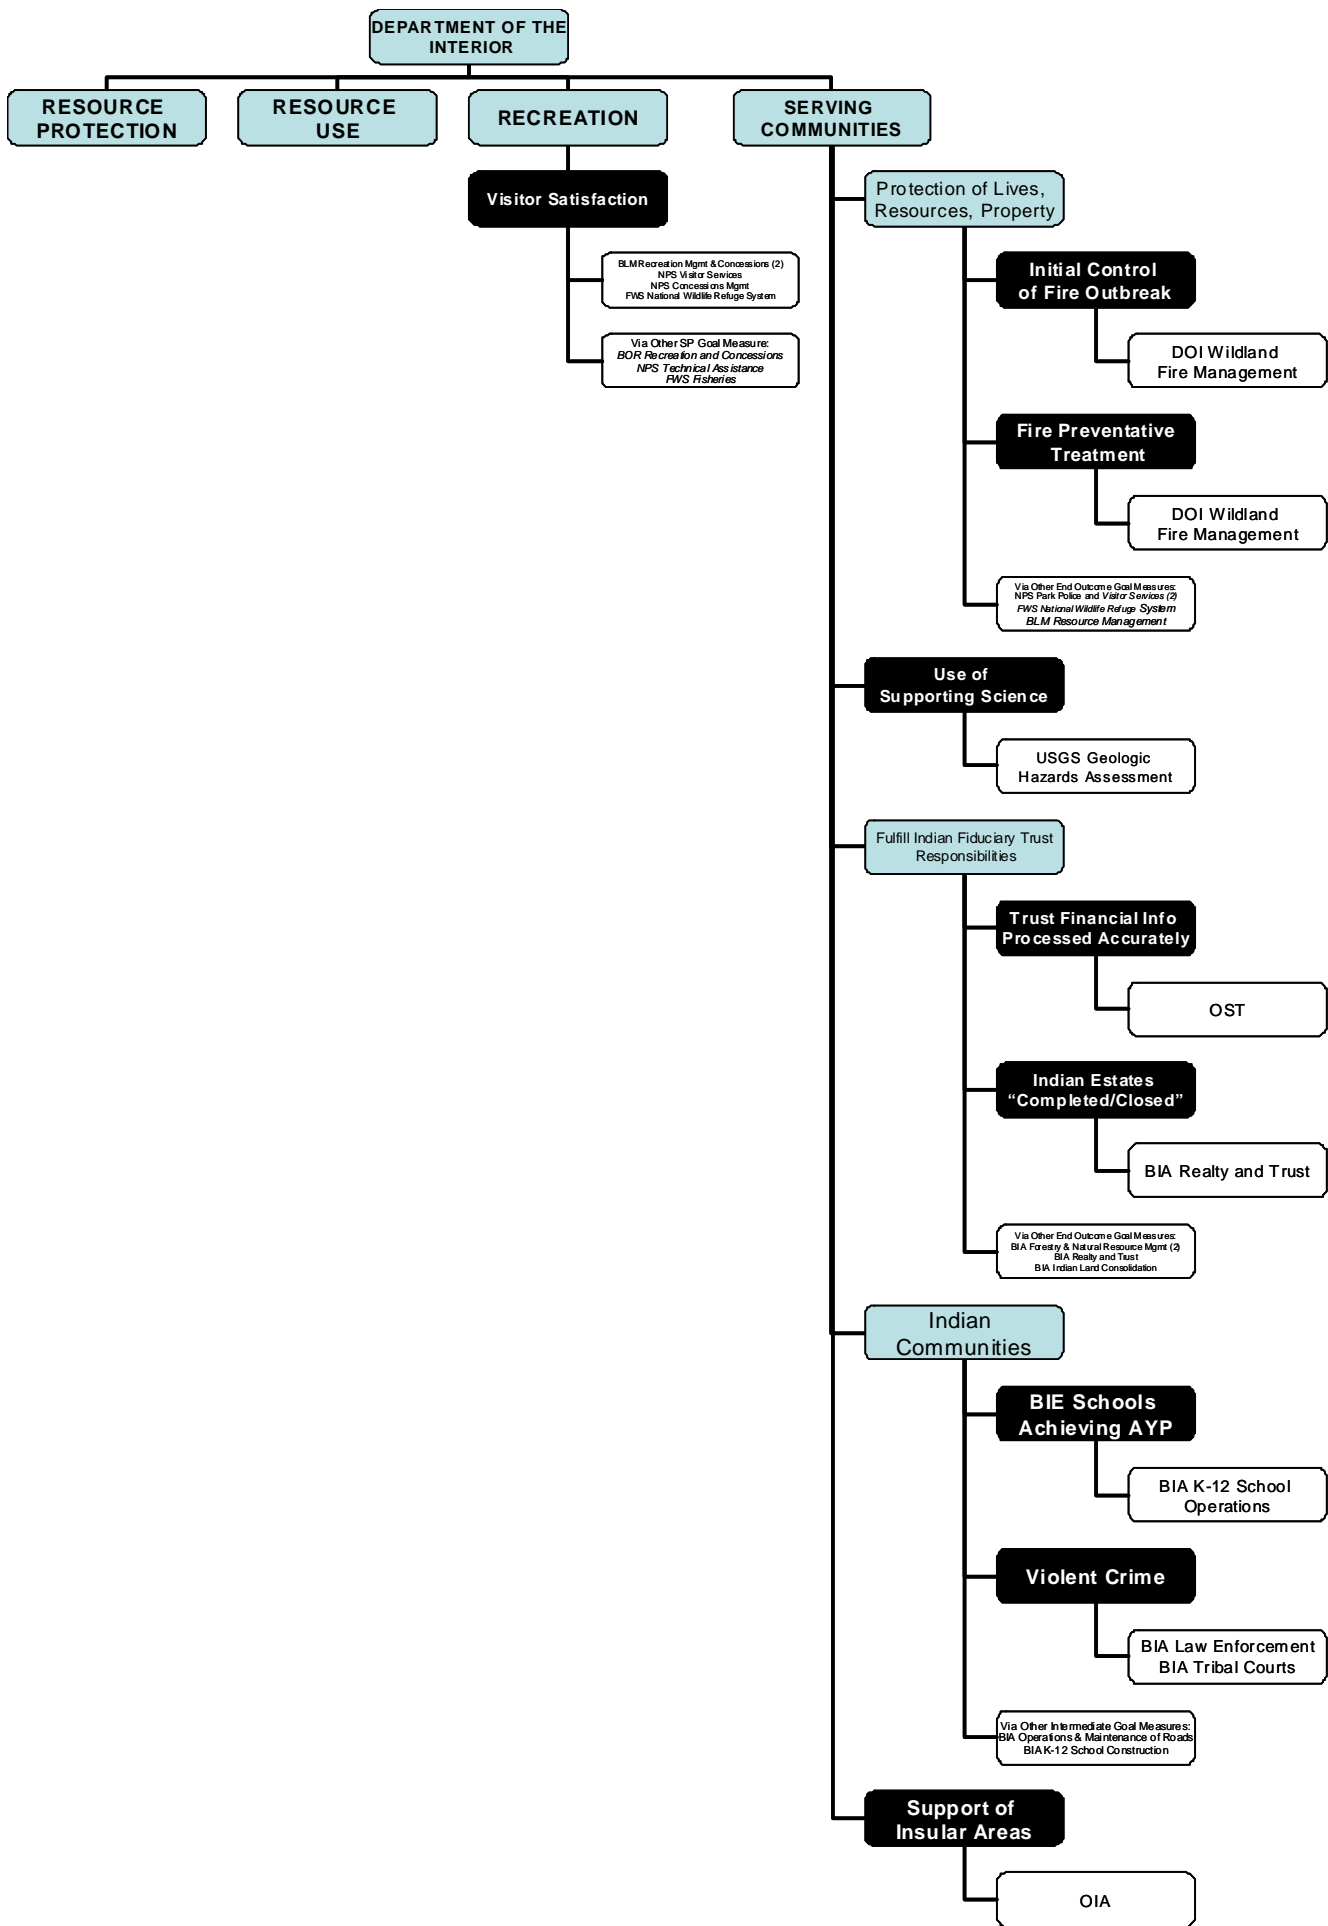 DEPARTMENT OF THE
INTERIOR
RESOURCE
PROTECTION
RESOURCE
USE
RECREATION
SERVING
COMMUNITIES
Visitor Satisfaction
BLM Recreation Mgmt & Concessions (2)
NPS Visitor Services
NPS Concessions Mgmt
FWS National Wildlife Refuge System
Via Other SP Goal Measure:
BOR Recreation and Concessions
NPS Technical Assistance
FWS Fisheries
Protection of Lives,
Resources, Property
Initial Control
of Fire Outbreak
DOI Wildland
Fire Management
Fire Preventative
Treatment
DOI Wildland
Fire Management
Via Other End Outcome Goal Measures:
NPS Park Police and Visitor Services (2)
FWS National Wildlife Refuge System
BLM Resource Management
Use of
Supporting Science
USGS Geologic
Hazards Assessment
Fulfill Indian Fiduciary Trust
Responsibilities
Trust Financial Info
Processed Accurately
OST
Indian Estates
“Completed/Closed”
BIA Realty and Trust
Via Other End Outcome Goal Measures:
BIA Forestry & Natural Resource Mgmt (2)
BIA Realty and Trust
BIA Indian Land Consolidation
Indian
Communities
BIE Schools
Achieving AYP
BIA K-12 School
Operations
Violent Crime
BIA Law Enforcement
BIA Tribal Courts
Via Other Intermediate Goal Measures:
BIA Operations & Maintenance of Roads
BIA K-12 School Construction
Support of
Insular Areas
OIA